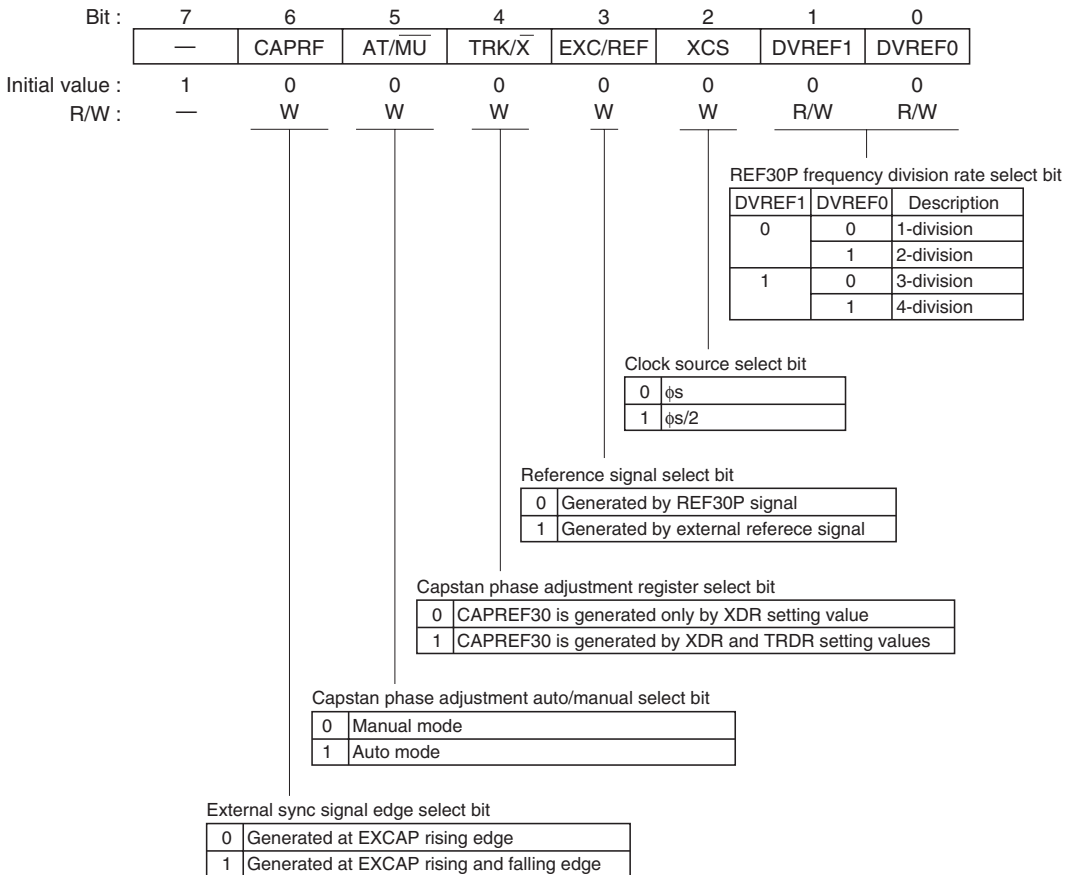 Bit : 7 6 5 4 3 2 1 0
— CAPRF AT/M̅U̅ TRK/X̅ EXC/REF XCS DVREF1 DVREF0
Initial value : 1 0 0 0 0 0 0 0
R/W : — W W W W W R/W R/W
REF30P frequency division rate select bit
DVREF1 DVREF0 Description
0 0 1-division
1 2-division
1 0 3-division
1 4-division
Clock source select bit
0 ϕs
1 ϕs/2
Reference signal select bit
0 Generated by REF30P signal
1 Generated by external referece signal
Capstan phase adjustment register select bit
0 CAPREF30 is generated only by XDR setting value
1 CAPREF30 is generated by XDR and TRDR setting values
Capstan phase adjustment auto/manual select bit
0 Manual mode
1 Auto mode
External sync signal edge select bit
0 Generated at EXCAP rising edge
1 Generated at EXCAP rising and falling edge